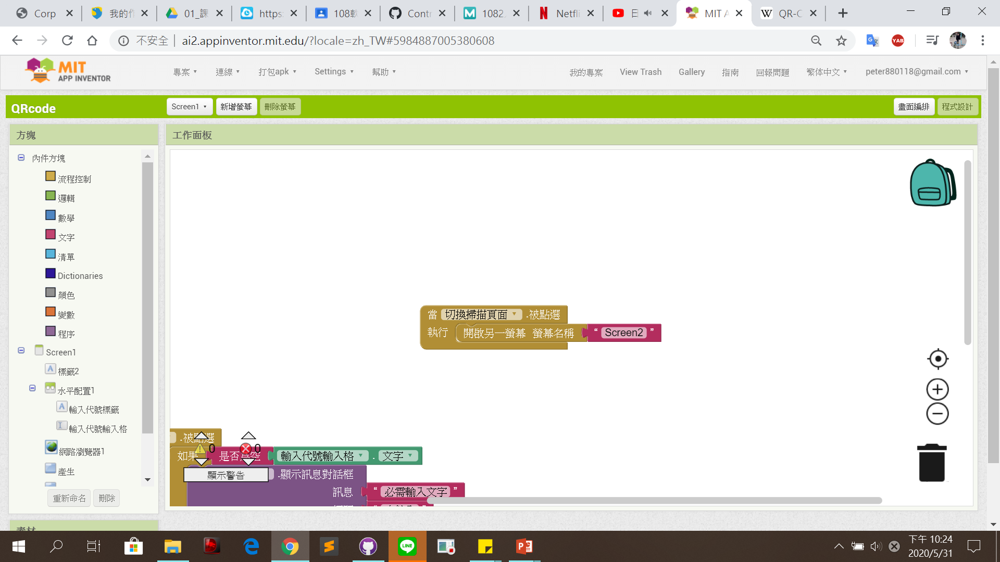 Corp
我的作
01_課
https:
108軟
Contr
1082
Netfli
日
MIT A
QR-C
不安全
ai2.appinventor.mit.edu/?locale=zh_TW#5984887005380608
YAB
MIT
APP INVENTOR
專案
連線
打包apk
Settings
幫助
我的專案
View Trash
Gallery
指南
回報問題
繁体中文
peter880118@gmail.com
QRcode
Screen1
新增螢幕
刪除螢幕
畫面編排
程式設計
方塊
工作面板
內件方塊
流程控制
邏輯
數學
文字
清單
Dictionaries
顏色
變數
程序
Screen1
標籤2
水平配置1
輸入代號標籤
輸入代號輸入格
網路瀏覽器1
產生
重新命名
刪除
素材
當 切換掃描頁面 .被點選
執行 開啟另一螢幕 螢幕名稱 “ Screen2 ”
.被點選
0 0
如果 是否為空 輸入代號輸入格 . 文字
顯示警告
.顯示訊息對話框
訊息 “ 必需輸入文字 ”
LINE
下午 10:24
2020/5/31